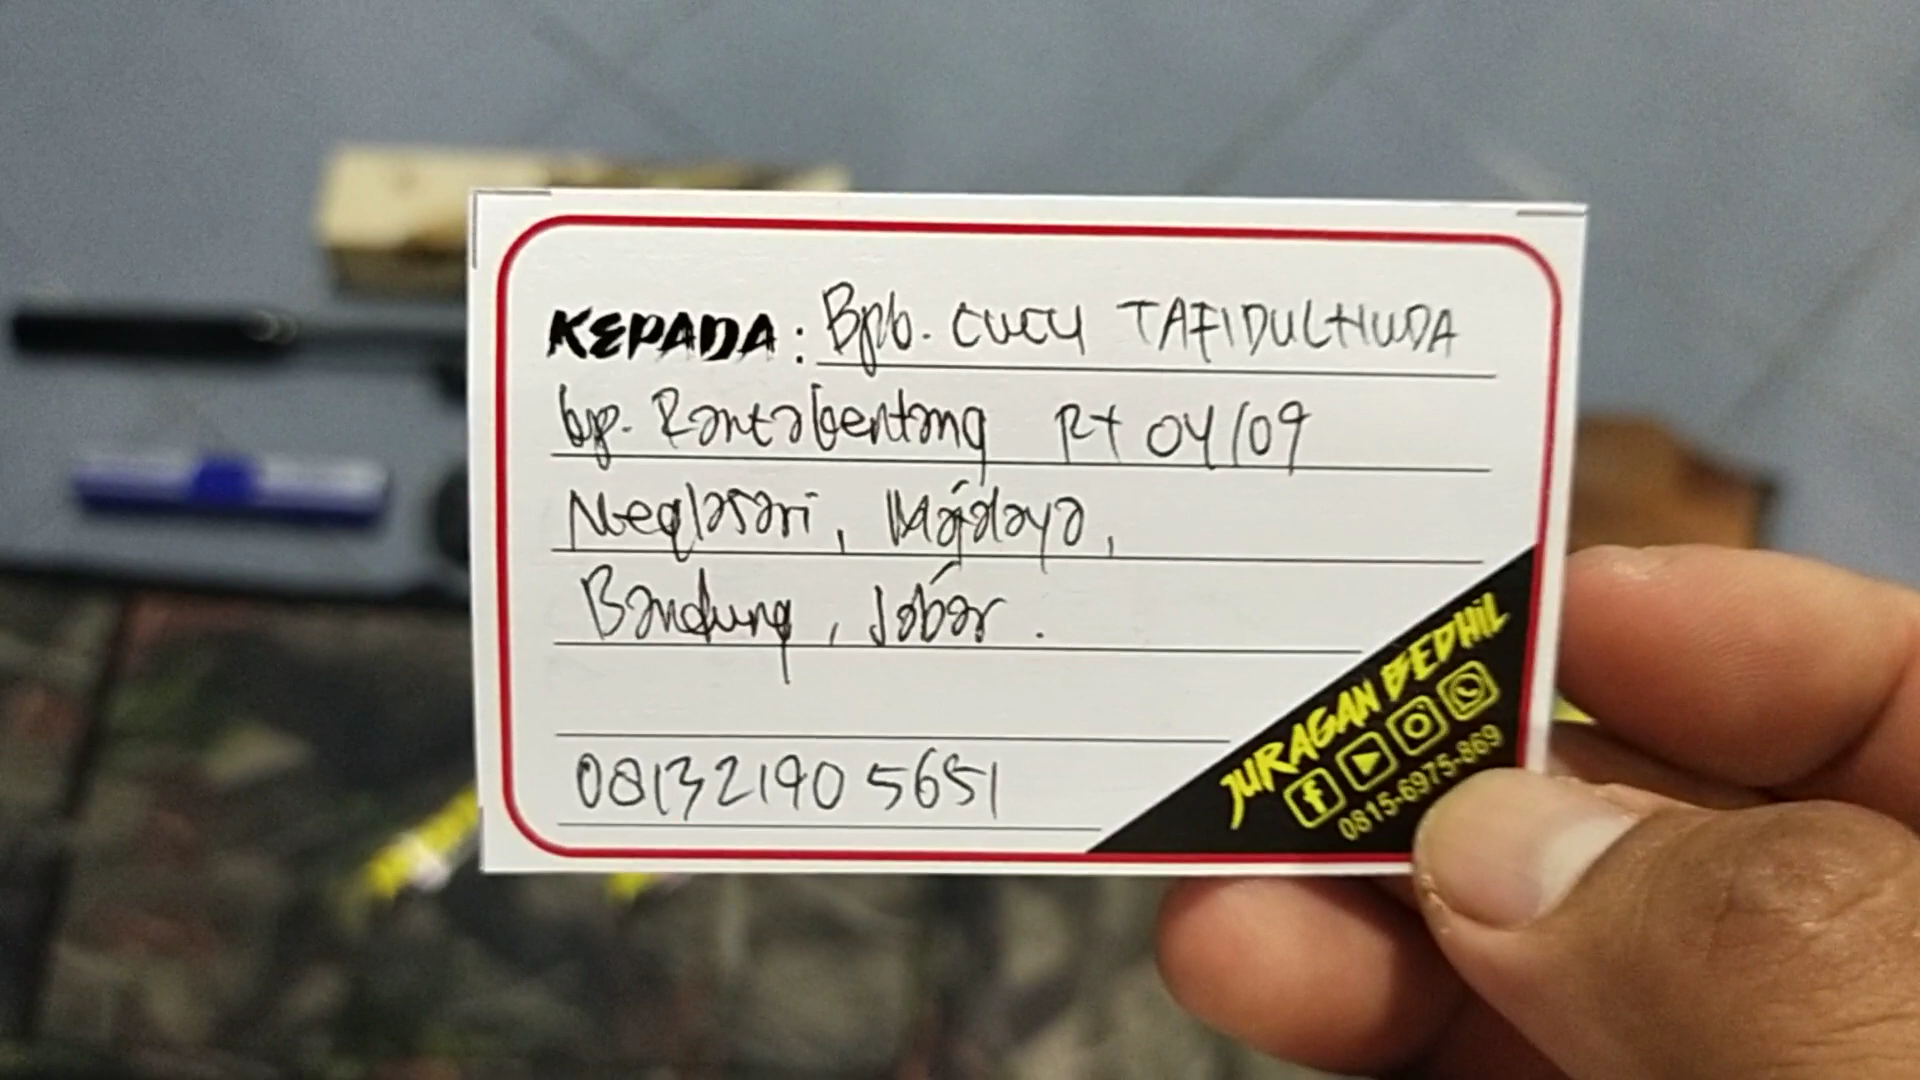 KEPADA: Bpk. CUCU TAFIDULHUDA
kp. Rantabentang Rt 04/09
Neglasari, Majalaya,
Bandung, Jabar.
081321905651
JURAGAN BEDHIL
0815-6975-869